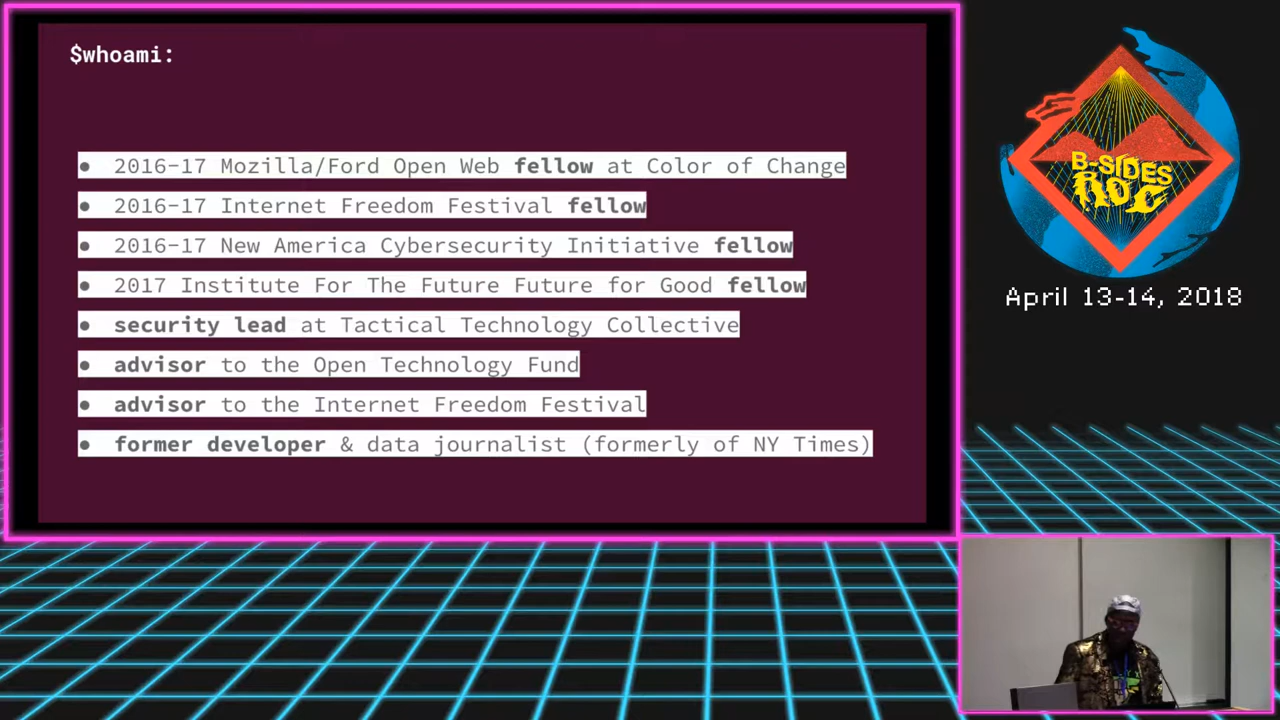 $whoami:
● 2016-17 Mozilla/Ford Open Web fellow at Color of Change
● 2016-17 Internet Freedom Festival fellow
● 2016-17 New America Cybersecurity Initiative fellow
● 2017 Institute For The Future Future for Good fellow
● security lead at Tactical Technology Collective
● advisor to the Open Technology Fund
● advisor to the Internet Freedom Festival
● former developer & data journalist (formerly of NY Times)
B-SIDES
ROC
April 13-14, 2018